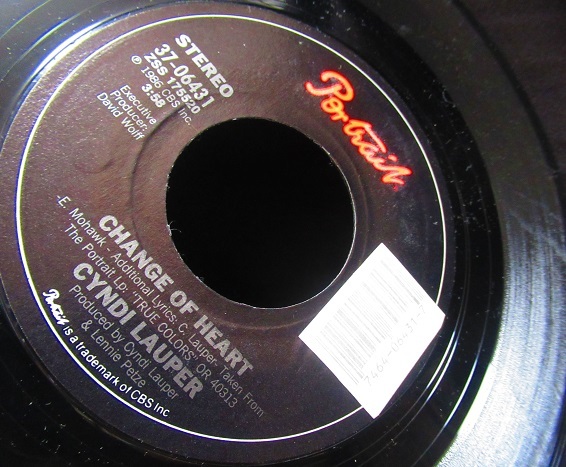 Portrait
STEREO
37-06431
ZSS 175520
℗ 1986 CBS Inc.
3:58
Executive
Producer:
David Wolff
CHANGE OF HEART
-E. Mohawk - Additional Lyrics: C. Lauper Taken From
The Portrait Lp: "TRUE COLORS" OR 40313
CYNDI LAUPER
Produced by Cyndi Lauper
& Lennie Petze
Portrait is a trademark of CBS Inc